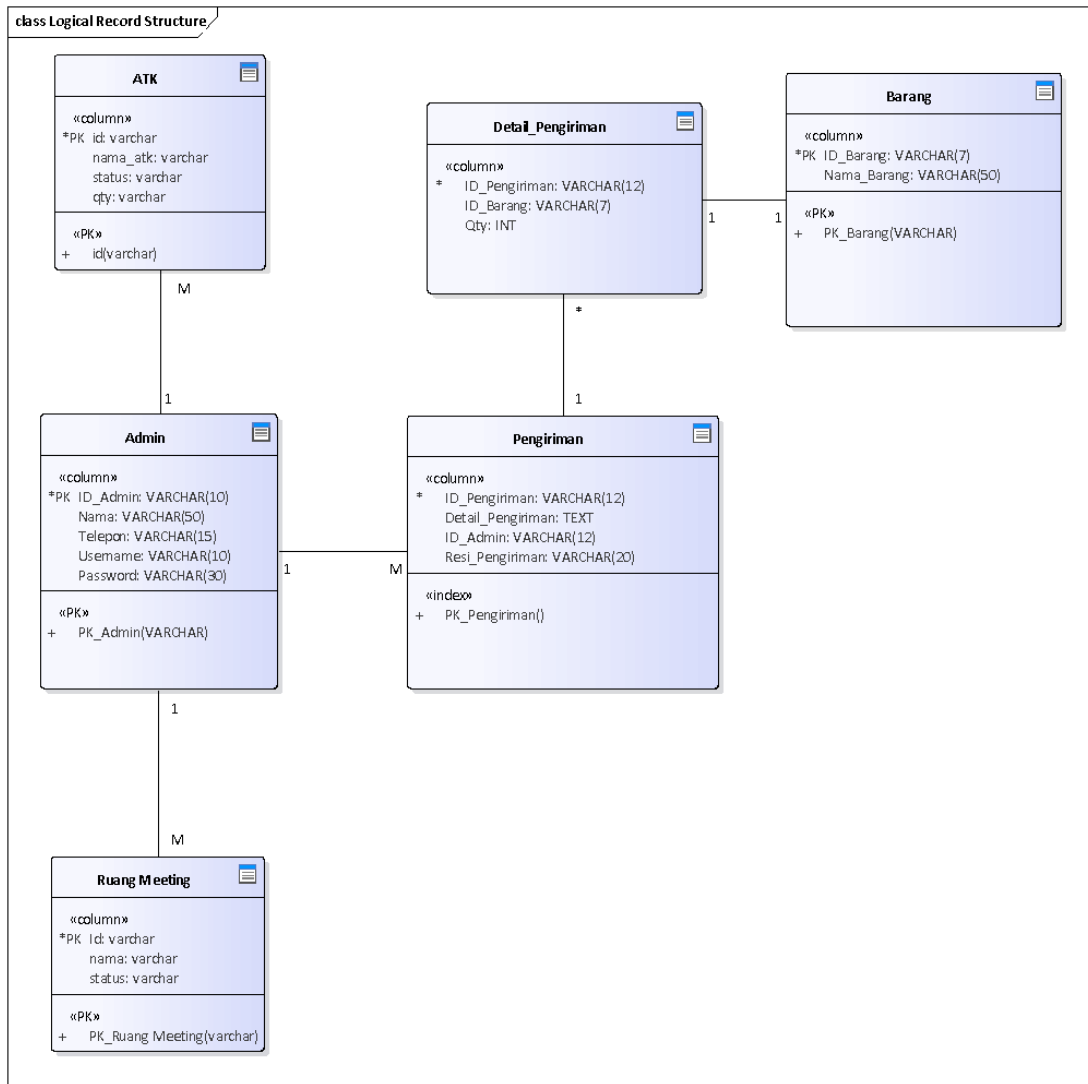 class Logical Record Structure
ATK
«column»
*PK id: varchar
nama_atk: varchar
status: varchar
qty: varchar
«PK»
+ id(varchar)
Detail_Pengiriman
«column»
* ID_Pengiriman: VARCHAR(12)
ID_Barang: VARCHAR(7)
Qty: INT
Barang
«column»
*PK ID_Barang: VARCHAR(7)
Nama_Barang: VARCHAR(50)
«PK»
+ PK_Barang(VARCHAR)
1 1
M
1
*
1
Admin
«column»
*PK ID_Admin: VARCHAR(10)
Nama: VARCHAR(50)
Telepon: VARCHAR(15)
Username: VARCHAR(10)
Password: VARCHAR(30)
«PK»
+ PK_Admin(VARCHAR)
1 M
Pengiriman
«column»
* ID_Pengiriman: VARCHAR(12)
Detail_Pengiriman: TEXT
ID_Admin: VARCHAR(12)
Resi_Pengiriman: VARCHAR(20)
«index»
+ PK_Pengiriman()
1
M
Ruang Meeting
«column»
*PK Id: varchar
nama: varchar
status: varchar
«PK»
+ PK_Ruang Meeting(varchar)